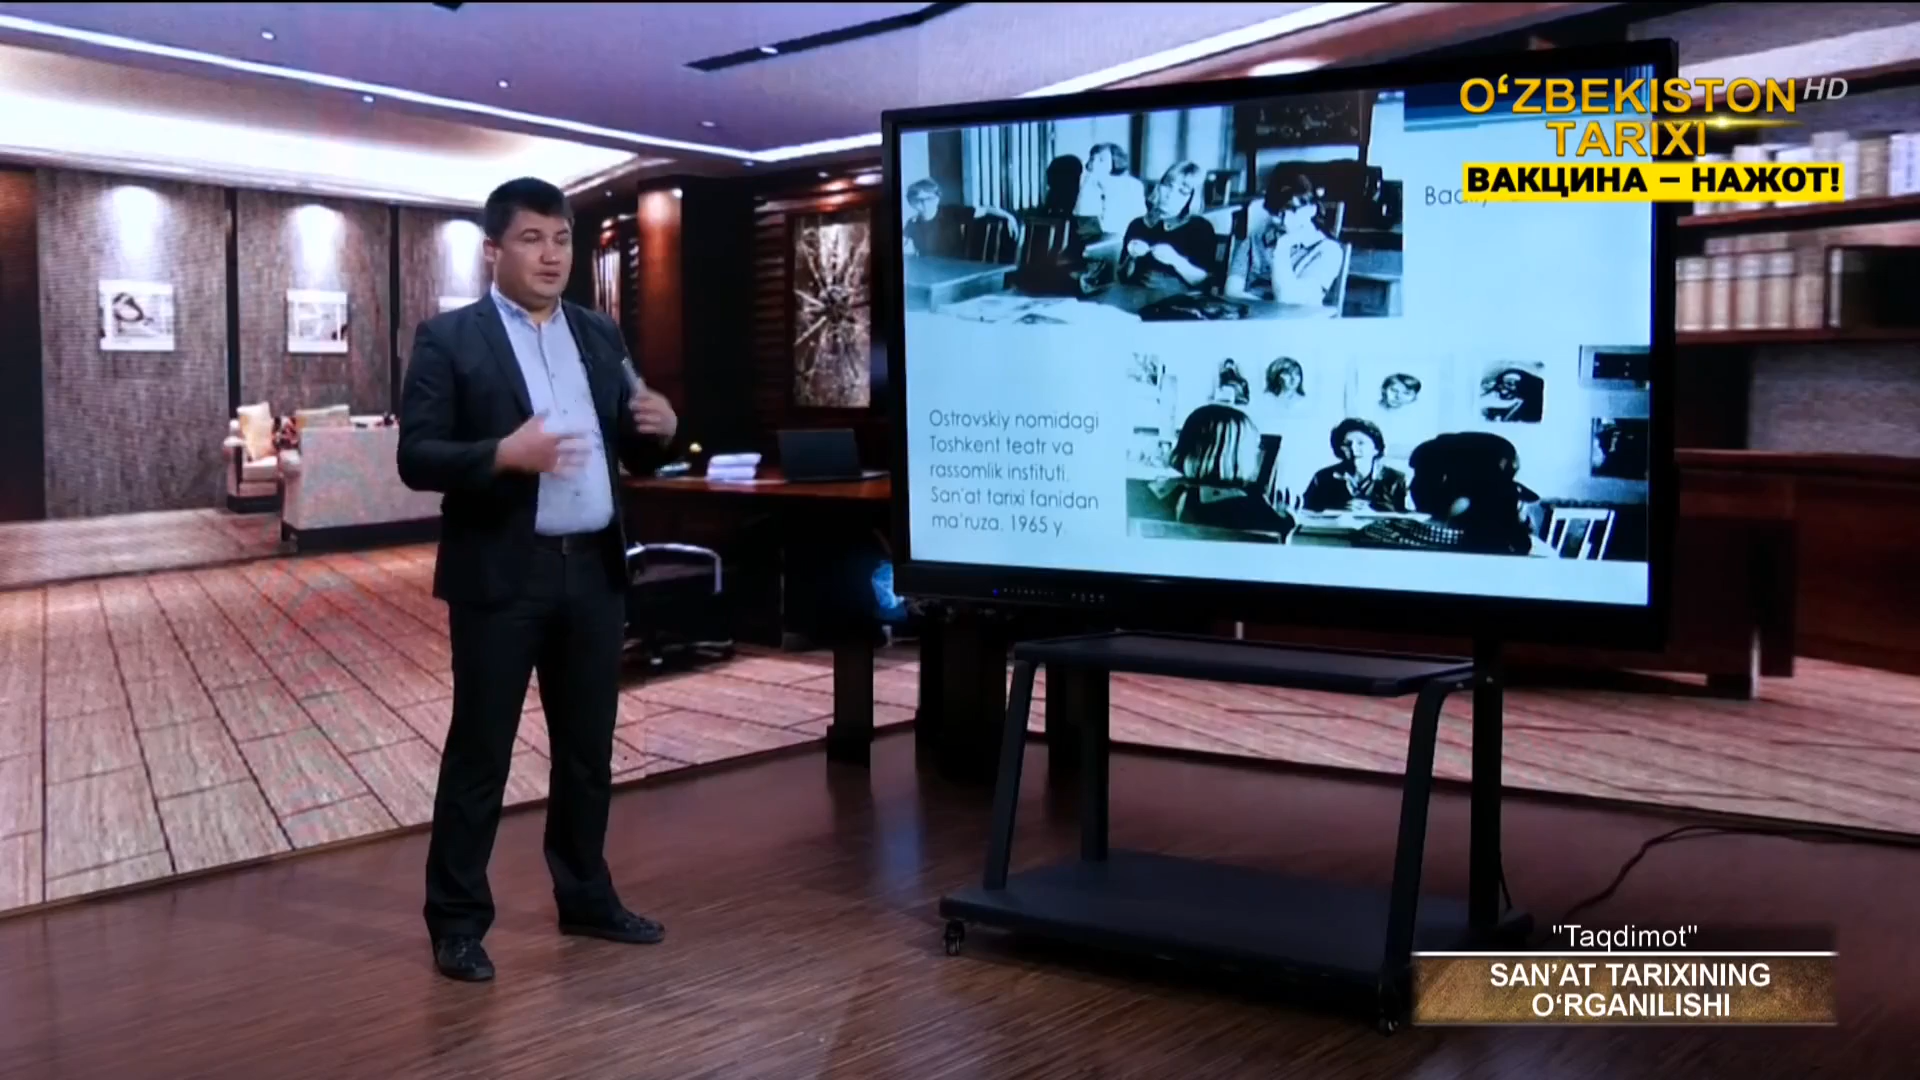 O‘ZBEKISTON HD
TARIXI
ВАКЦИНА – НАЖОТ!
Ostrovskiy nomidagi
Toshkent teatr va
rassomlik instituti.
San'at tarixi fanidan
ma'ruza. 1965 y.
"Taqdimot"
SAN’AT TARIXINING
O‘RGANILISHI